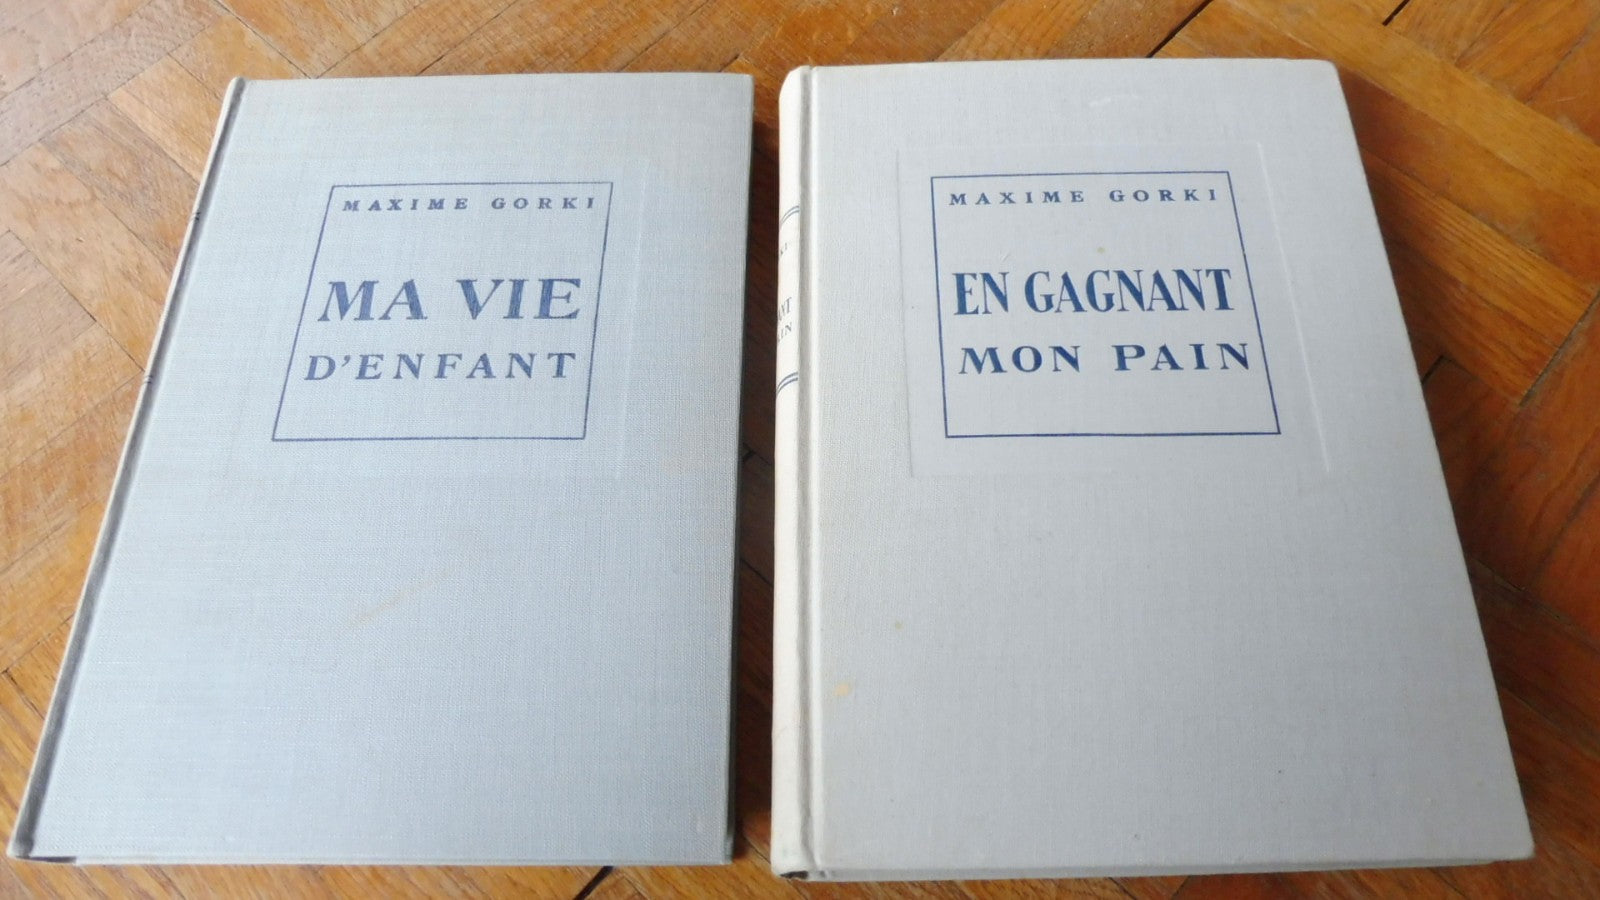 MAXIME GORKI
MA VIE
D'ENFANT
MAXIME GORKI
EN GAGNANT
MON PAIN